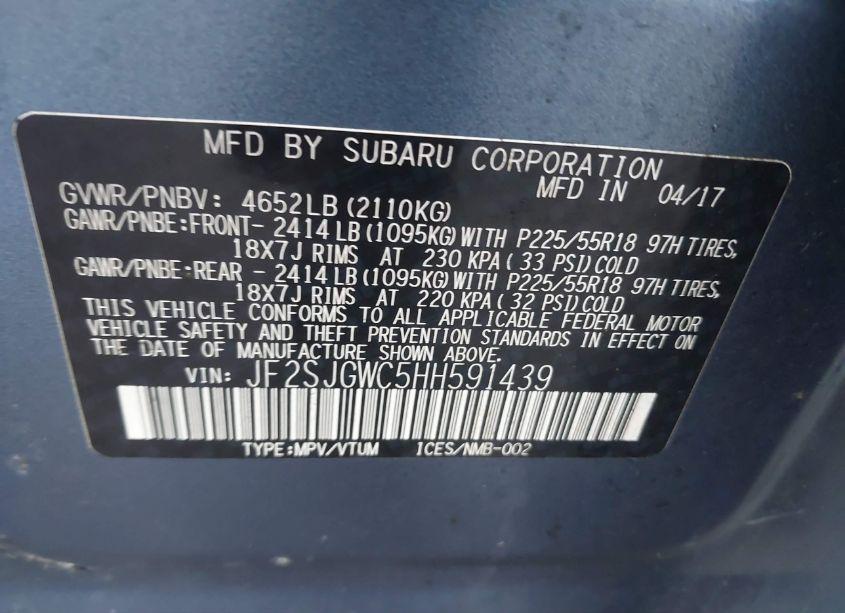 MFD BY SUBARU CORPORATION
MFD IN 04/17
GVWR/PNBV: 4652LB (2110KG)
GAWR/PNBE:FRONT- 2414 LB (1095KG) WITH P225/55R18 97H TIRES,
18X7J RIMS AT 230 KPA ( 33 PSI) COLD
GAWR/PNBE:REAR - 2414 LB (1095KG) WITH P225/55R18 97H TIRES,
18X7J RIMS AT 220 KPA ( 32 PSI) COLD
THIS VEHICLE CONFORMS TO ALL APPLICABLE FEDERAL MOTOR
VEHICLE SAFETY AND THEFT PREVENTION STANDARDS IN EFFECT ON
THE DATE OF MANUFACTURE SHOWN ABOVE.
VIN: JF2SJGWC5HH591439
TYPE:MPV/VTUM ICES/NMB-002